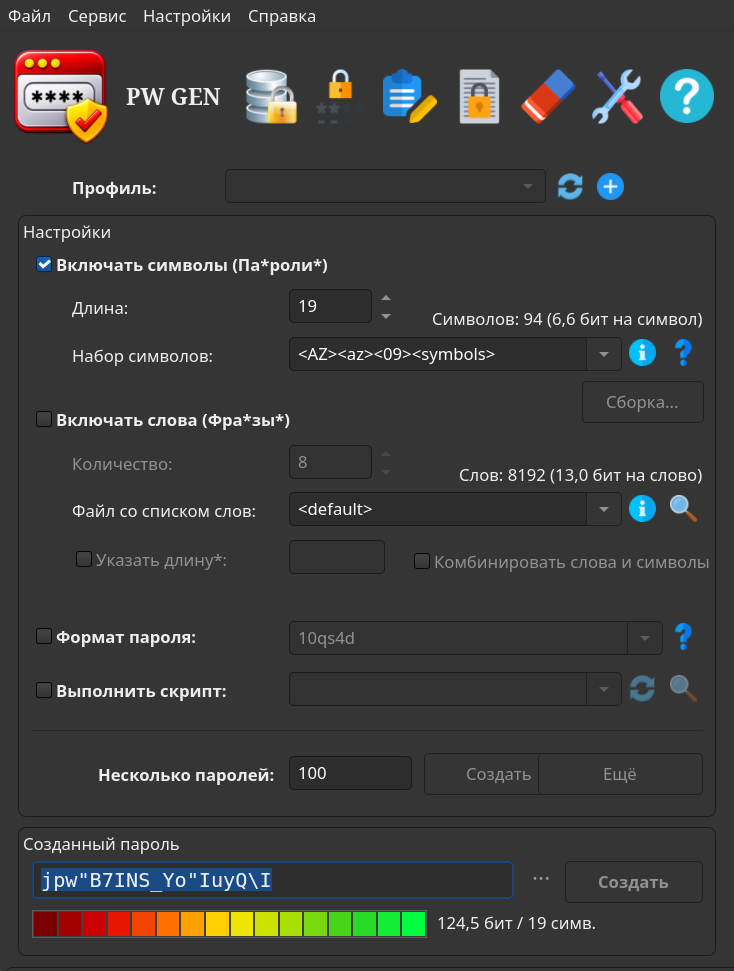 Файл Сервис Настройки Справка
**** PW GEN
Профиль:
Настройки
Включать символы (Па*роли*)
Длина: 19
Символов: 94 (6,6 бит на символ)
Набор символов: <AZ><az><09><symbols>
Сборка...
Включать слова (Фра*зы*)
Количество: 8
Слов: 8192 (13,0 бит на слово)
Файл со списком слов: <default>
Указать длину*: Комбинировать слова и символы
Формат пароля: 10qs4d
Выполнить скрипт:
Несколько паролей: 100 Создать Ещё
Созданный пароль
jpw"B7INS_Yo"IuyQ\I ... Создать
124,5 бит / 19 симв.